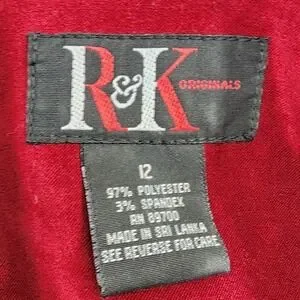 R&K ORIGINALS
12
97% POLYESTER
3% SPANDEX
RN 89700
MADE IN SRI LANKA
SEE REVERSE FOR CARE